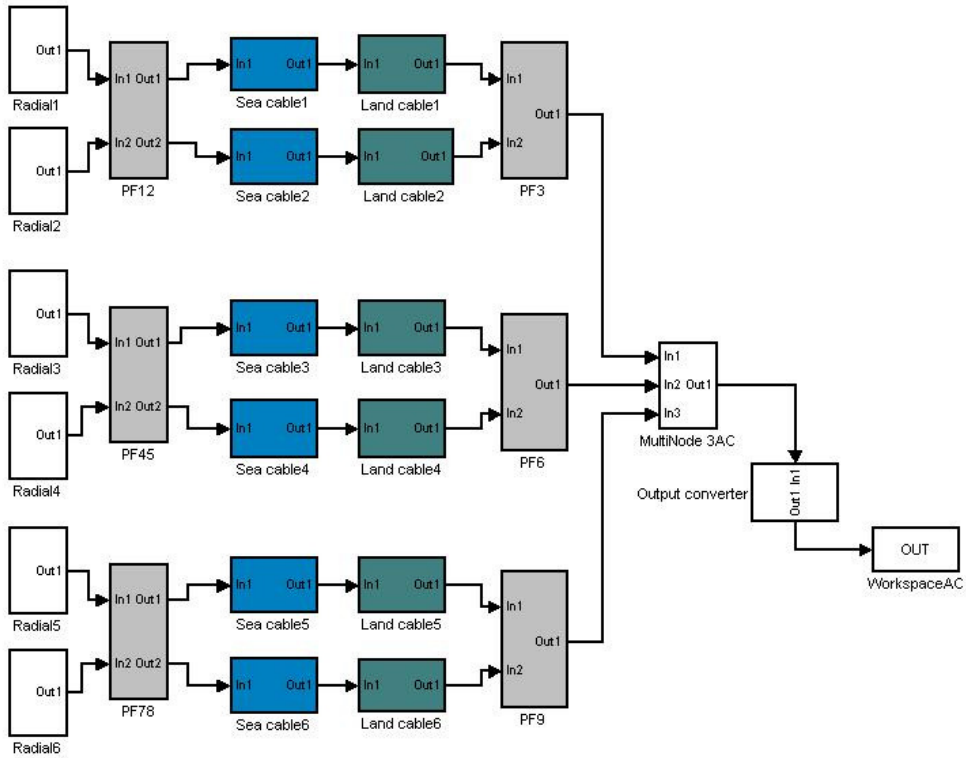 Out1
Radial1
Out1
Radial2
In1 Out1
In2 Out2
PF12
In1 Out1
Sea cable1
In1 Out1
Land cable1
In1 Out1
Sea cable2
In1 Out1
Land cable2
In1
Out1
In2
PF3
Out1
Radial3
Out1
Radial4
In1 Out1
In2 Out2
PF45
In1 Out1
Sea cable3
In1 Out1
Land cable3
In1 Out1
Sea cable4
In1 Out1
Land cable4
In1
Out1
In2
PF6
Out1
Radial5
Out1
Radial6
In1 Out1
In2 Out2
PF78
In1 Out1
Sea cable5
In1 Out1
Land cable5
In1 Out1
Sea cable6
In1 Out1
Land cable6
In1
Out1
In2
PF9
In1
In2 Out1
In3
MultiNode 3AC
Output converter
Out1 In1
OUT
WorkspaceAC